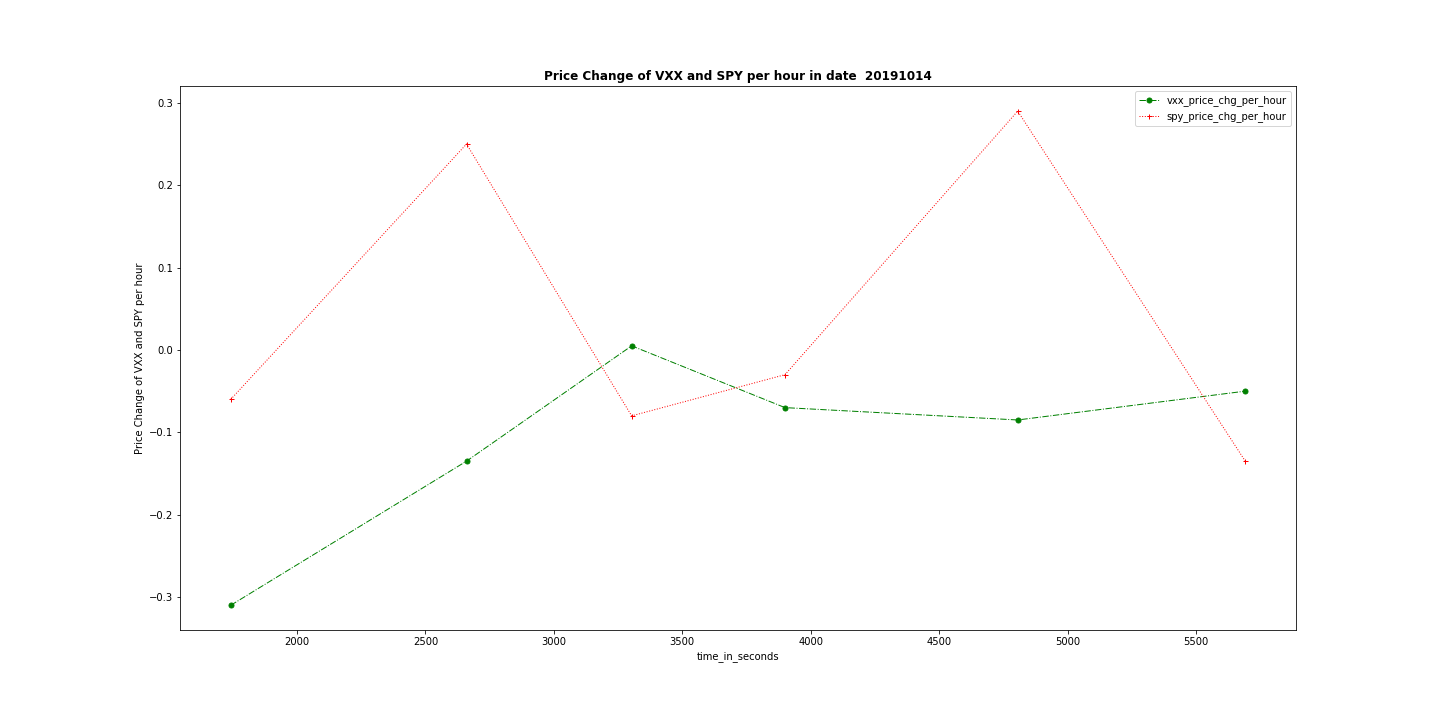 Price Change of VXX and SPY per hour in date  20191014
vxx_price_chg_per_hour
spy_price_chg_per_hour
Price Change of VXX and SPY per hour
0.3
0.2
0.1
0.0
−0.1
−0.2
−0.3
2000 2500 3000 3500 4000 4500 5000 5500
time_in_seconds